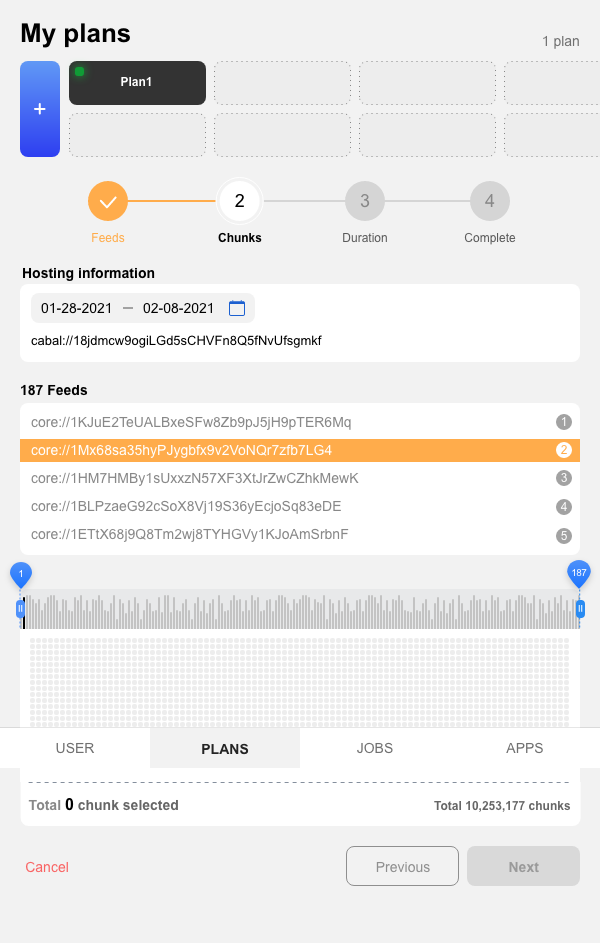 My plans
1 plan
+
Plan1
2
3
4
Feeds
Chunks
Duration
Complete
Hosting information
01-28-2021 — 02-08-2021
cabal://18jdmcw9ogiLGd5sCHVFn8Q5fNvUfsgmkf
187 Feeds
core://1KJuE2TeUALBxeSFw8Zb9pJ5jH9pTER6Mq 1
core://1Mx68sa35hyPJygbfx9v2VoNQr7zfb7LG4 2
core://1HM7HMBy1sUxxzN57XF3XtJrZwCZhkMewK 3
core://1BLPzaeG92cSoX8Vj19S36yEcjoSq83eDE 4
core://1ETtX68j9Q8Tm2wj8TYHGVy1KJoAmSrbnF 5
1
187
USER
PLANS
JOBS
APPS
Total 0 chunk selected
Total 10,253,177 chunks
Cancel
Previous
Next